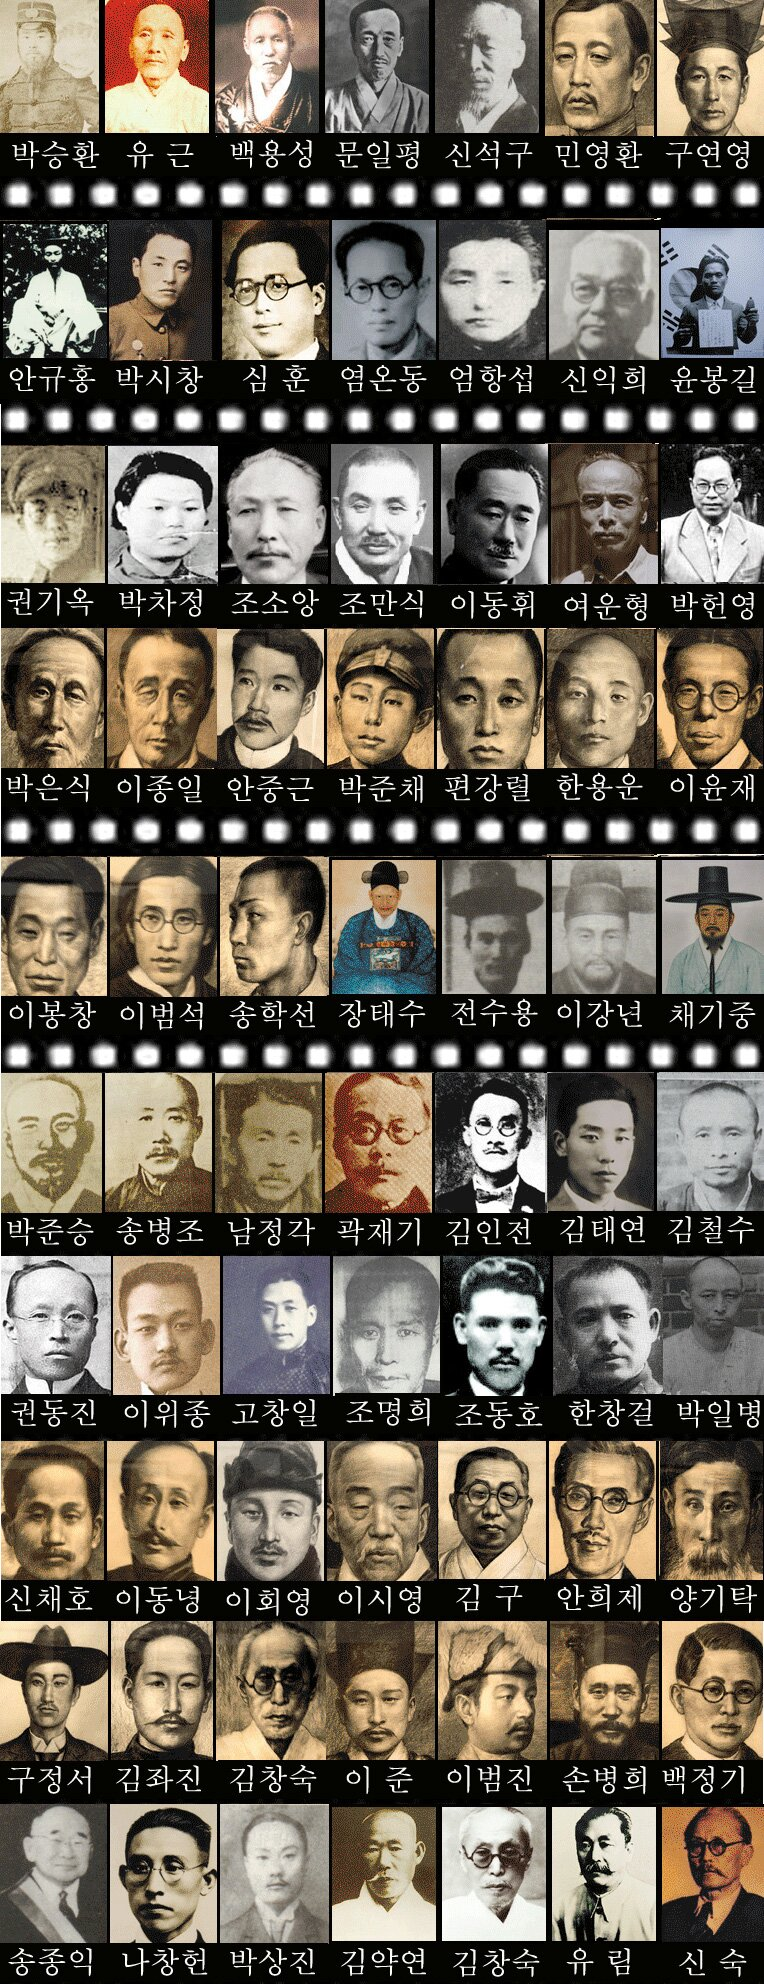 박승환 유 근 백용성 문일평 신석구 민영환 구연영
안규홍 박시창 심 훈 염온동 엄항섭 신익희 윤봉길
권기옥 박차정 조소앙 조만식 이동휘 여운형 박헌영
박은식 이종일 안중근 박준채 편강렬 한용운 이윤재
이봉창 이범석 송학선 장태수 전수용 이강년 채기중
박준승 송병조 남정각 곽재기 김인전 김태연 김철수
권동진 이위종 고창일 조명희 조동호 한창걸 박일병
신채호 이동녕 이회영 이시영 김 구 안희제 양기탁
구정서 김좌진 김창숙 이 준 이범진 손병희 백정기
송종익 나창헌 박상진 김약연 김창숙 유 림 신 숙